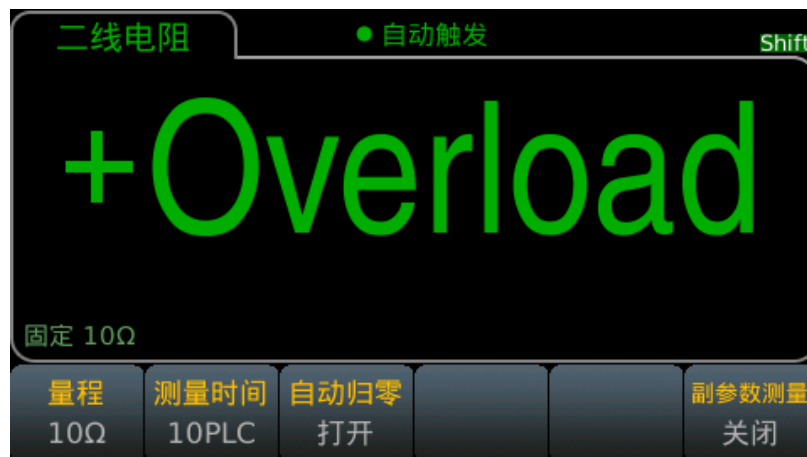 二线电阻
自动触发
Shift
+Overload
固定 10Ω
量程 测量时间 自动归零 副参数测量
10Ω 10PLC 打开 关闭